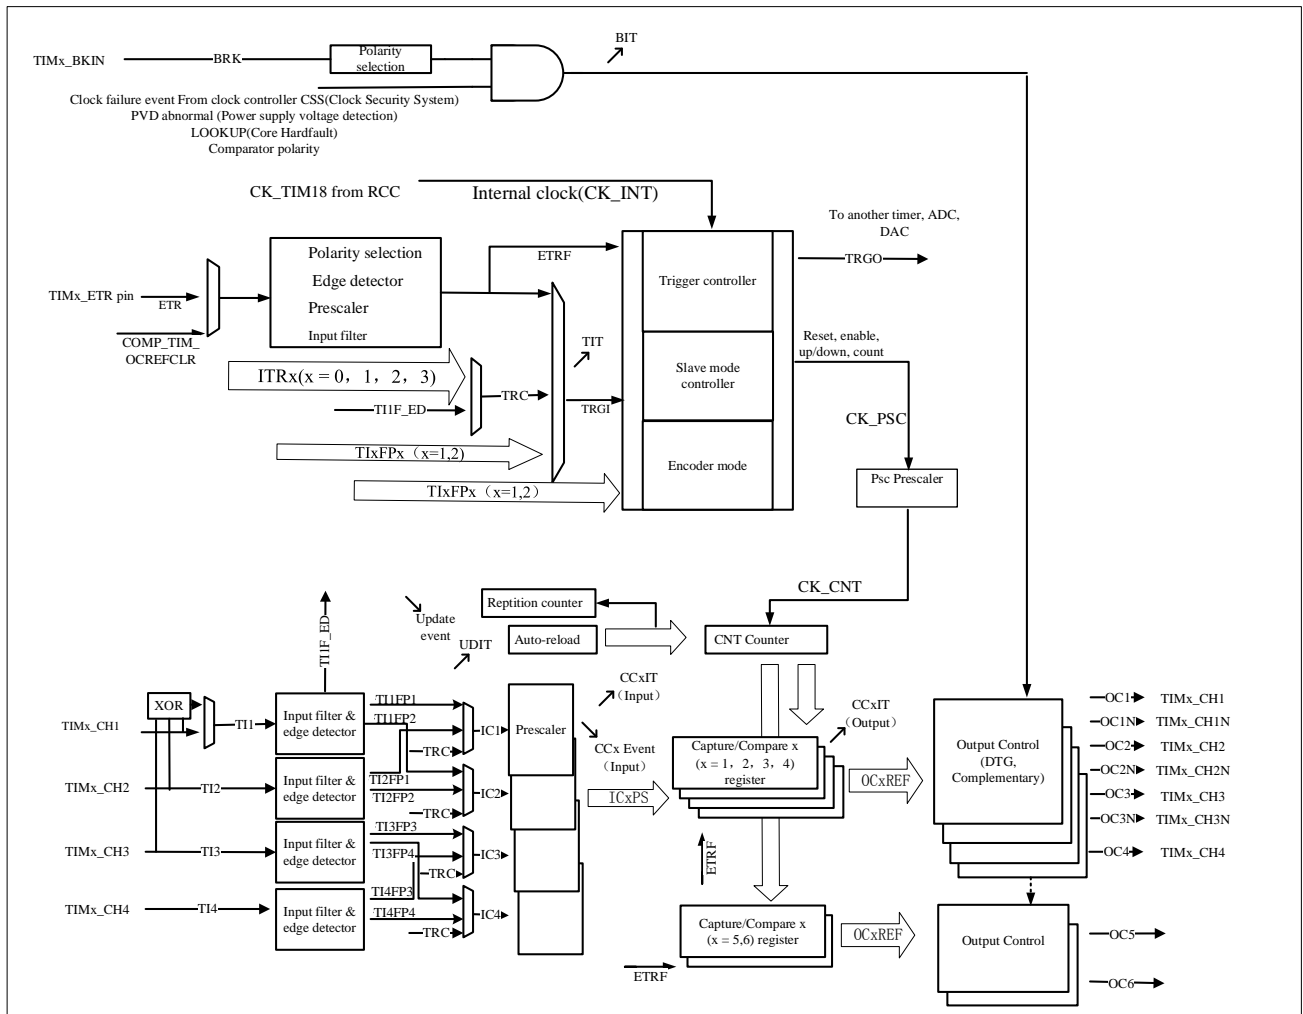 BIT
TIMx_BKIN
BRK
Polarity
selection
Clock failure event From clock controller CSS(Clock Security System)
PVD abnormal (Power supply voltage detection)
LOOKUP(Core Hardfault)
Comparator polarity
CK_TIM18 from RCC
Internal clock(CK_INT)
To another timer, ADC,
DAC
TRGO
Polarity selection
Edge detector
Prescaler
Input filter
ETRF
TIMx_ETR pin
ETR
COMP_TIM_
OCREFCLR
Trigger controller
Slave mode
controller
Encoder mode
Reset, enable,
up/down, count
TIT
ITRx(x = 0，1，2，3)
TI1F_ED
TRC
TRGI
TIxFPx（x=1,2)
TIxFPx（x=1,2）
CK_PSC
Psc Prescaler
CK_CNT
Reptition counter
Auto-reload
CNT Counter
Update
event
UDIT
TI1F_ED
CCxIT
（Input）
CCx Event
(Input)
CCxIT
（Output）
XOR
TIMx_CH1
TI1
Input filter &
edge detector
TI1FP1
TI1FP2
TRC
IC1
Prescaler
TIMx_CH2
TI2
Input filter &
edge detector
TI2FP1
TI2FP2
TRC
IC2
TIMx_CH3
TI3
Input filter &
edge detector
TI3FP3
TI3FP4
TRC
IC3
TIMx_CH4
TI4
Input filter &
edge detector
TI4FP3
TI4FP4
TRC
IC4
ICxPS
Capture/Compare x
(x = 1，2，3，4)
register
OCxREF
ETRF
Output Control
(DTG,
Complementary)
OC1
TIMx_CH1
OC1N
TIMx_CH1N
OC2
TIMx_CH2
OC2N
TIMx_CH2N
OC3
TIMx_CH3
OC3N
TIMx_CH3N
OC4
TIMx_CH4
Capture/Compare x
(x = 5,6) register
ETRF
OCxREF
Output Control
OC5
OC6